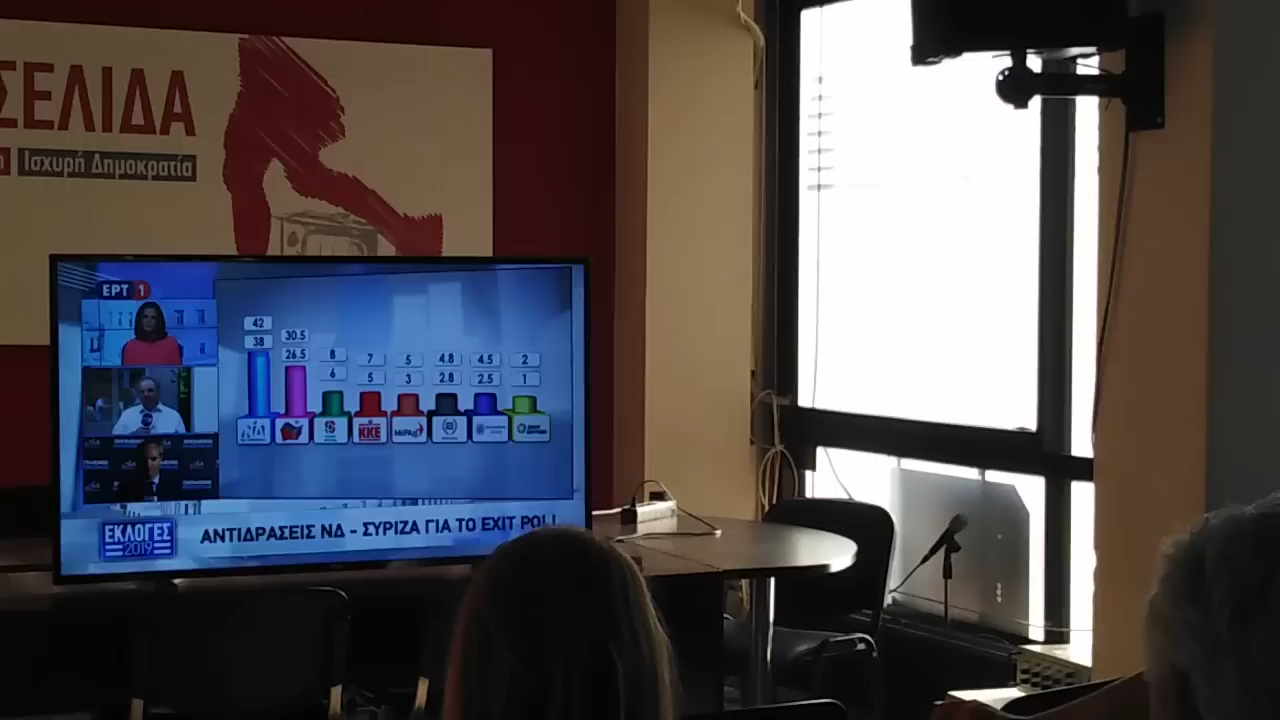 ΣΕΛΙΔΑ
Ισχυρή Δημοκρατία
ΕΡΤ 1
42 30.5 8 7 5 4.8 4.5 2
38 26.5 6 5 3 2.8 2.5 1
ΚΚΕ ΜέΡΑ25
ΕΚΛΟΓΕΣ
2019
ΑΝΤΙΔΡΑΣΕΙΣ ΝΔ – ΣΥΡΙΖΑ ΓΙΑ ΤΟ EXIT POLL